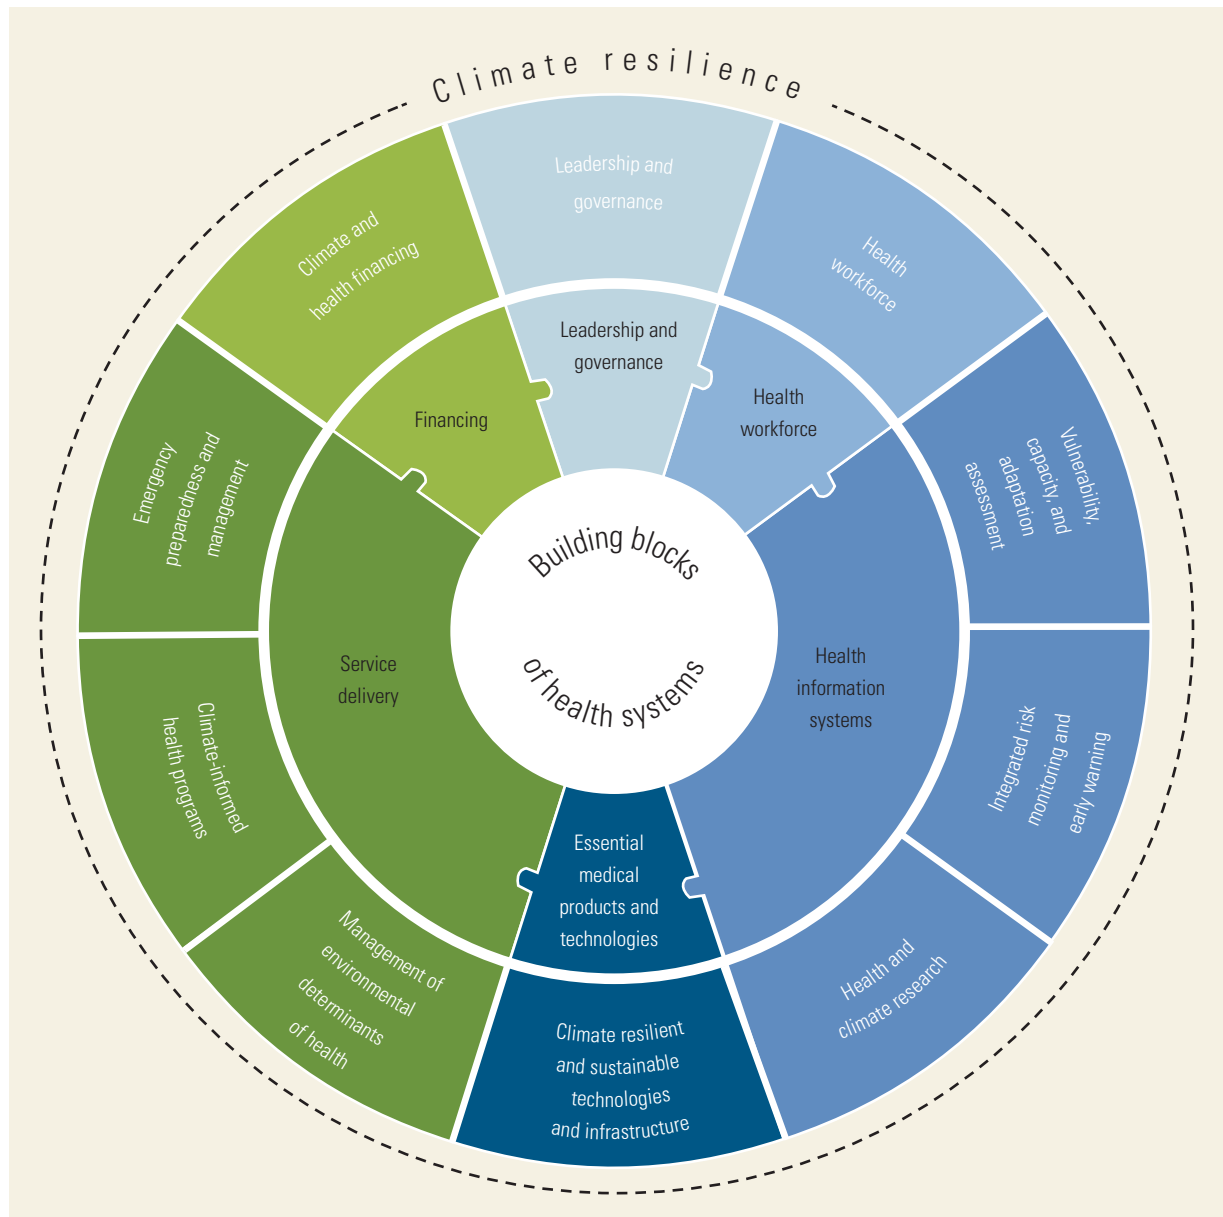 Climate resilience
Leadership and
governance
Health
workforce
Vulnerability,
capacity, and
adaptation
assessment
Integrated risk
monitoring and
early warning
Health and
climate research
Climate resilient
and sustainable
technologies
and infrastructure
Management of
environmental
determinants
of health
Climate-informed
health programs
Emergency
preparedness and
management
Climate and
health financing
Leadership and
governance
Health
workforce
Health
information
systems
Essential
medical
products and
technologies
Service
delivery
Financing
Building blocks
of health systems